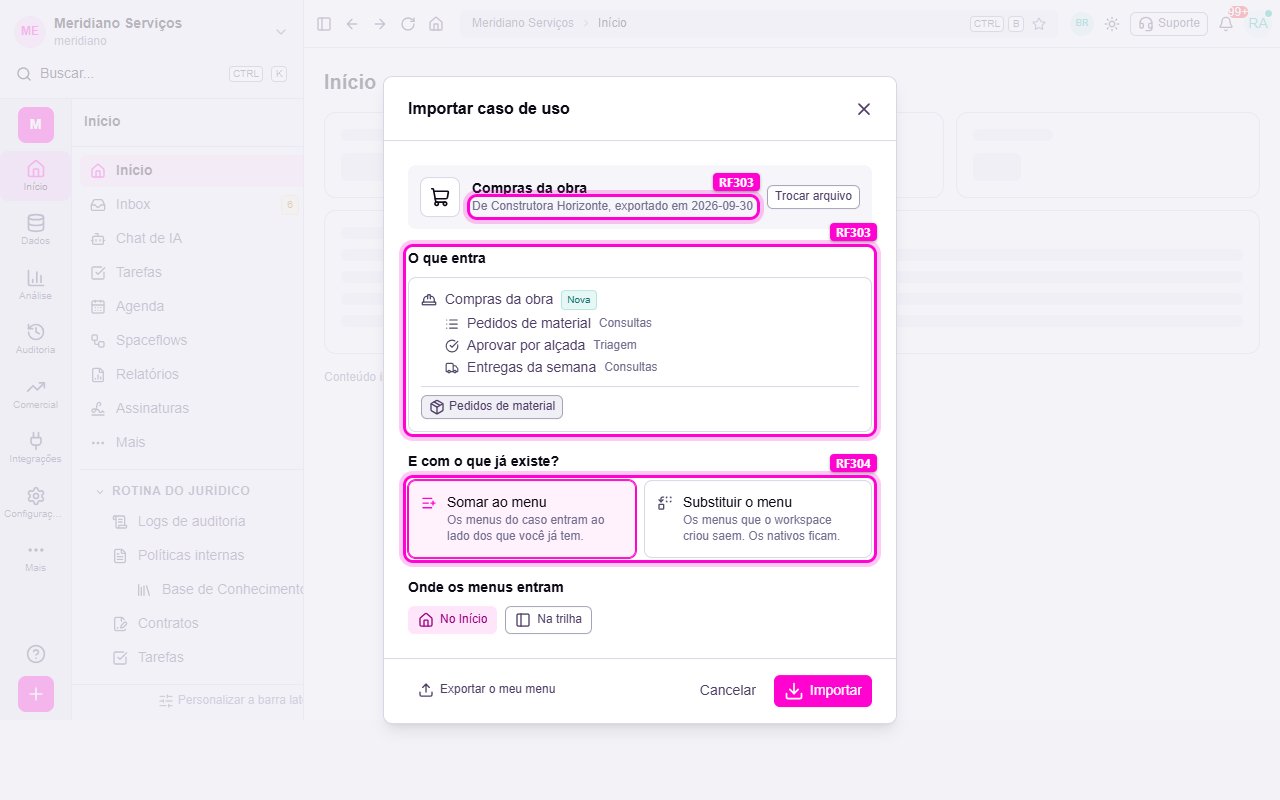 ME
Meridiano Serviços
meridiano
Buscar...
CTRL
K
Meridiano Serviços
Início
CTRL
B
BR
Suporte
99+
RA
M
Início
Dados
Análise
Auditoria
Comercial
Integrações
Configuraç...
Mais
Início
Início
Inbox
6
Chat de IA
Tarefas
Agenda
Spaceflows
Relatórios
Assinaturas
Mais
ROTINA DO JURÍDICO
Logs de auditoria
Políticas internas
Base de Conhecimento
Contratos
Tarefas
Personalizar a barra late
Início
Conteúdo
Importar caso de uso
Compras da obra
RF303
De Construtora Horizonte, exportado em 2026-09-30
Trocar arquivo
RF303
O que entra
Compras da obra
Nova
Pedidos de material Consultas
Aprovar por alçada Triagem
Entregas da semana Consultas
Pedidos de material
E com o que já existe?
RF304
Somar ao menu
Os menus do caso entram ao
lado dos que você já tem.
Substituir o menu
Os menus que o workspace
criou saem. Os nativos ficam.
Onde os menus entram
No Início
Na trilha
Exportar o meu menu
Cancelar
Importar